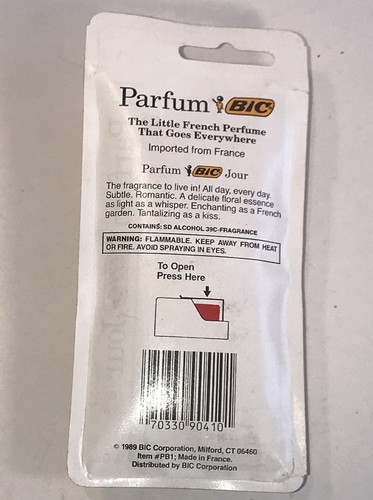 Parfum BIC
The Little French Perfume
That Goes Everywhere
Imported from France
Parfum BIC Jour
The fragrance to live in! All day, every day.
Subtle. Romantic. A delicate floral essence
as light as a whisper. Enchanting as a French
garden. Tantalizing as a kiss.
CONTAINS: SD ALCOHOL 39C-FRAGRANCE
WARNING: FLAMMABLE. KEEP AWAY FROM HEAT
OR FIRE. AVOID SPRAYING IN EYES.
To Open
Press Here
70330 90410
© 1989 BIC Corporation, Milford, CT 06460
Item #PB1; Made in France.
Distributed by BIC Corporation